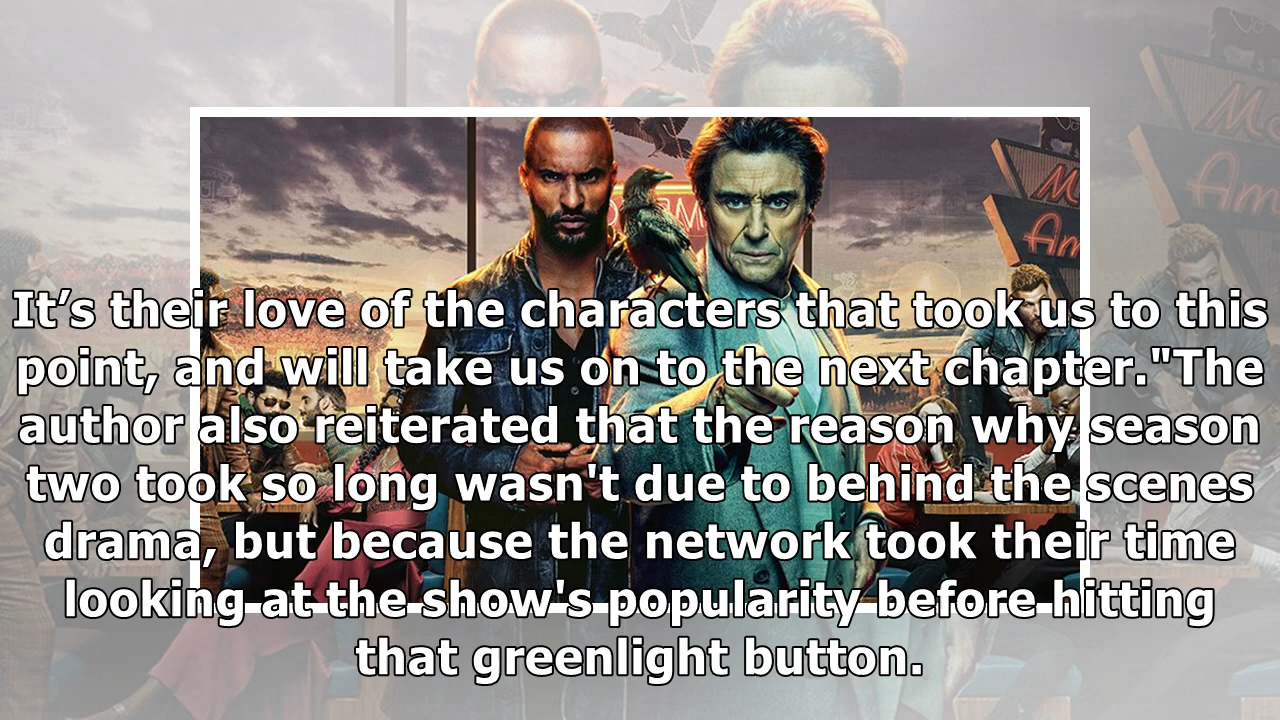 It’s their love of the characters that took us to this
point, and will take us on to the next chapter."The
author also reiterated that the reason why season
two took so long wasn't due to behind the scenes
drama, but because the network took their time
looking at the show's popularity before hitting
that greenlight button.